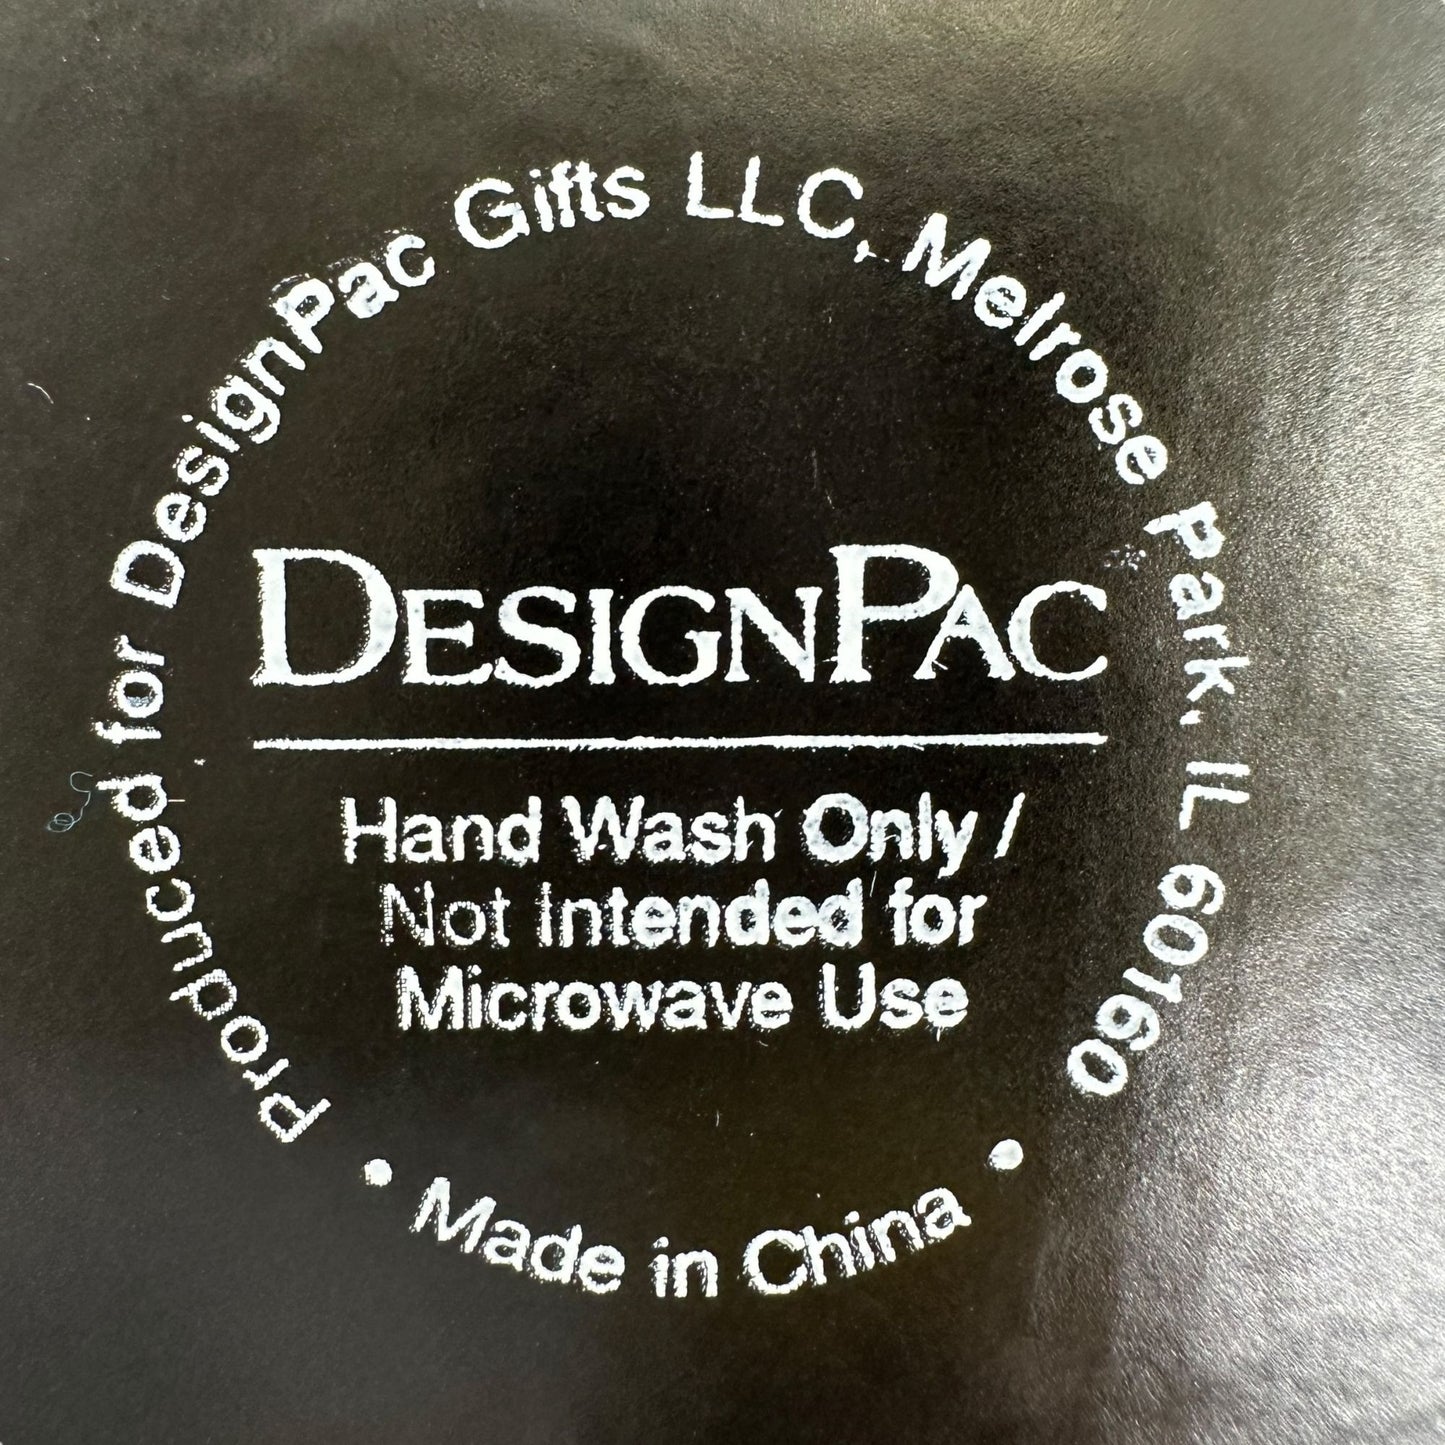 Produced for DesignPac Gifts LLC, Melrose Park, IL 60160
DESIGNPAC
Hand Wash Only /
Not Intended for
Microwave Use
• Made in China •